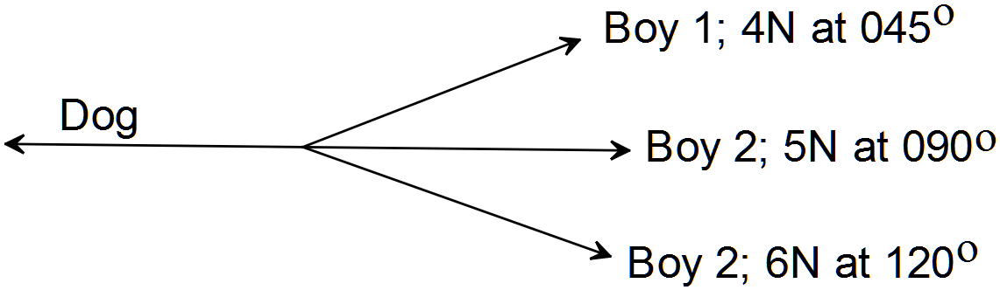 Boy 1; 4N at 045º
Dog
Boy 2; 5N at 090º
Boy 2; 6N at 120º